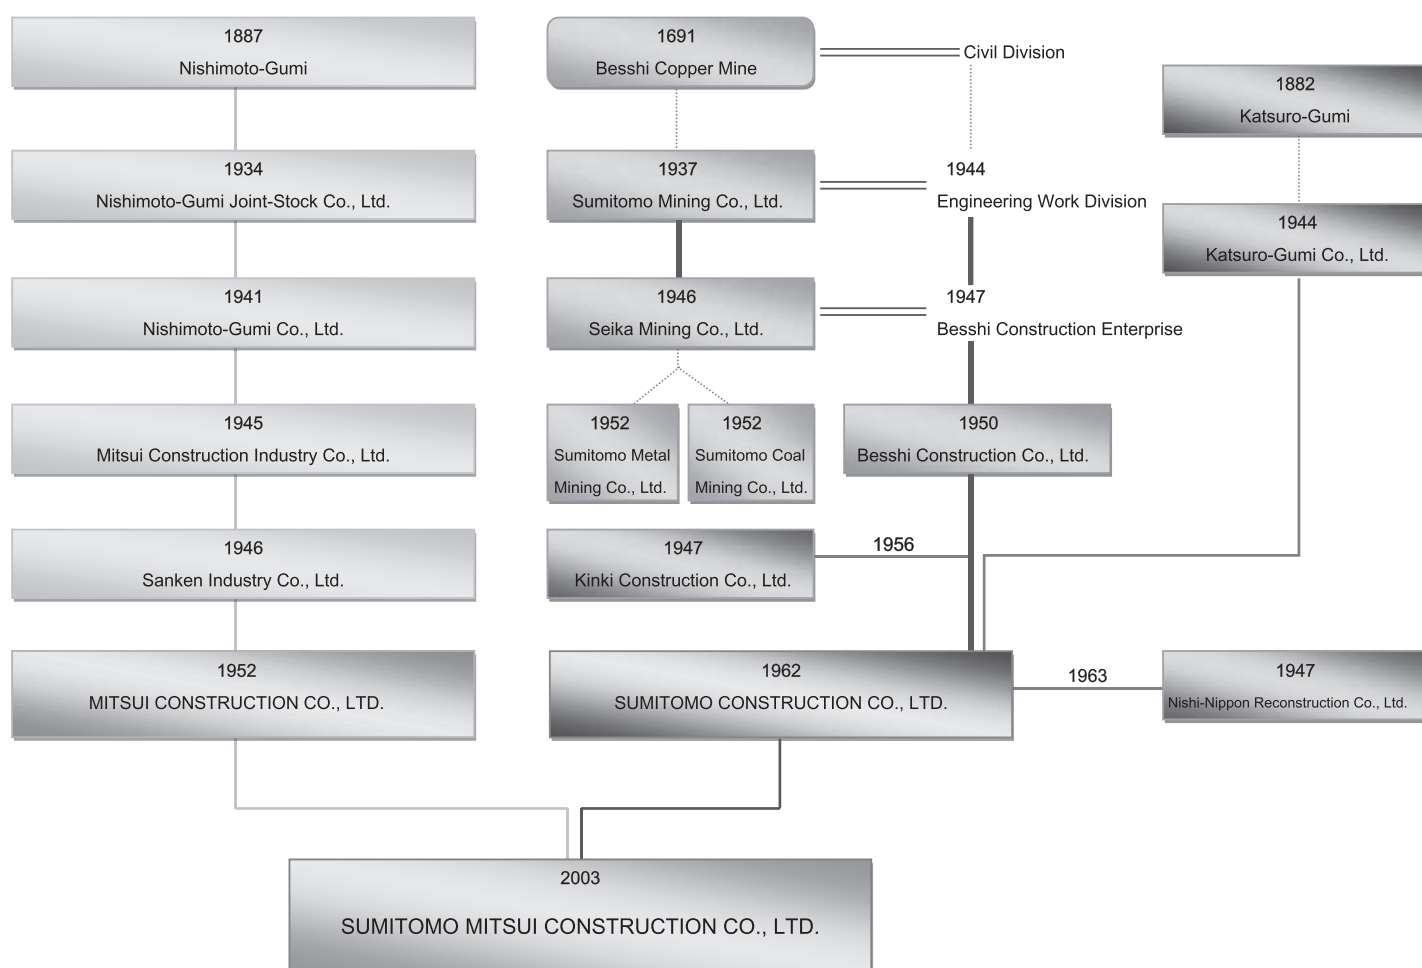 1887
Nishimoto-Gumi
1691
Besshi Copper Mine
Civil Division
1882
Katsuro-Gumi
1934
Nishimoto-Gumi Joint-Stock Co., Ltd.
1937
Sumitomo Mining Co., Ltd.
1944
Engineering Work Division
1944
Katsuro-Gumi Co., Ltd.
1941
Nishimoto-Gumi Co., Ltd.
1946
Seika Mining Co., Ltd.
1947
Besshi Construction Enterprise
1945
Mitsui Construction Industry Co., Ltd.
1952
Sumitomo Metal
Mining Co., Ltd.
1952
Sumitomo Coal
Mining Co., Ltd.
1950
Besshi Construction Co., Ltd.
1946
Sanken Industry Co., Ltd.
1947
Kinki Construction Co., Ltd.
1956
1952
MITSUI CONSTRUCTION CO., LTD.
1962
SUMITOMO CONSTRUCTION CO., LTD.
1963
1947
Nishi-Nippon Reconstruction Co., Ltd.
2003
SUMITOMO MITSUI CONSTRUCTION CO., LTD.